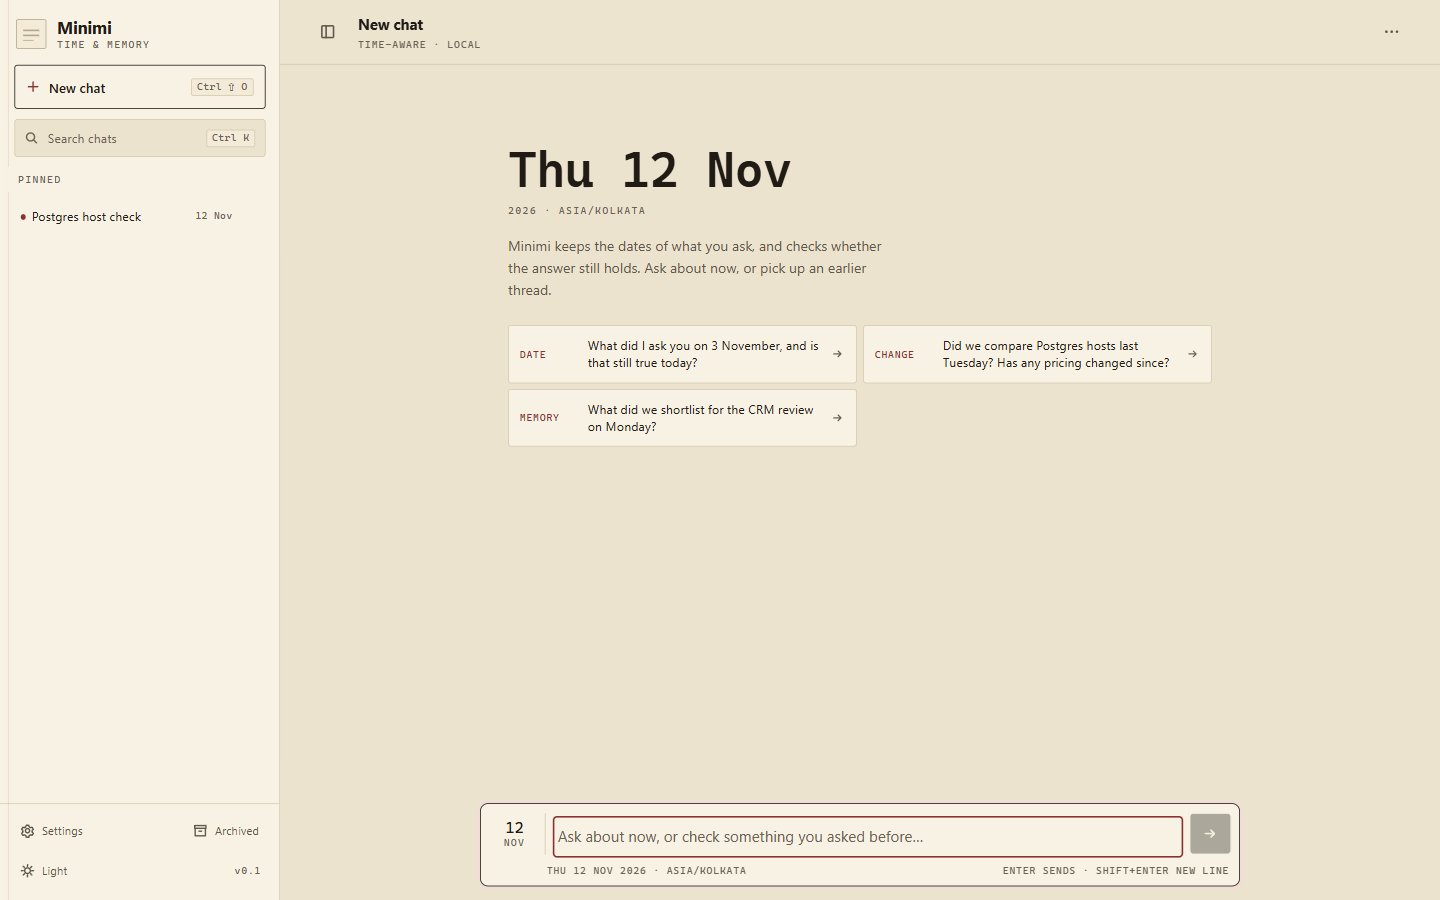 Minimi
TIME & MEMORY
New chat
Ctrl ⇧ O
Search chats
Ctrl K
PINNED
Postgres host check
12 Nov
Settings
Archived
Light
v0.1
New chat
TIME-AWARE · LOCAL
Thu 12 Nov
2026 · ASIA/KOLKATA
Minimi keeps the dates of what you ask, and checks whether
the answer still holds. Ask about now, or pick up an earlier
thread.
DATE
What did I ask you on 3 November, and is
that still true today?
CHANGE
Did we compare Postgres hosts last
Tuesday? Has any pricing changed since?
MEMORY
What did we shortlist for the CRM review
on Monday?
12
NOV
Ask about now, or check something you asked before...
THU 12 NOV 2026 · ASIA/KOLKATA
ENTER SENDS · SHIFT+ENTER NEW LINE